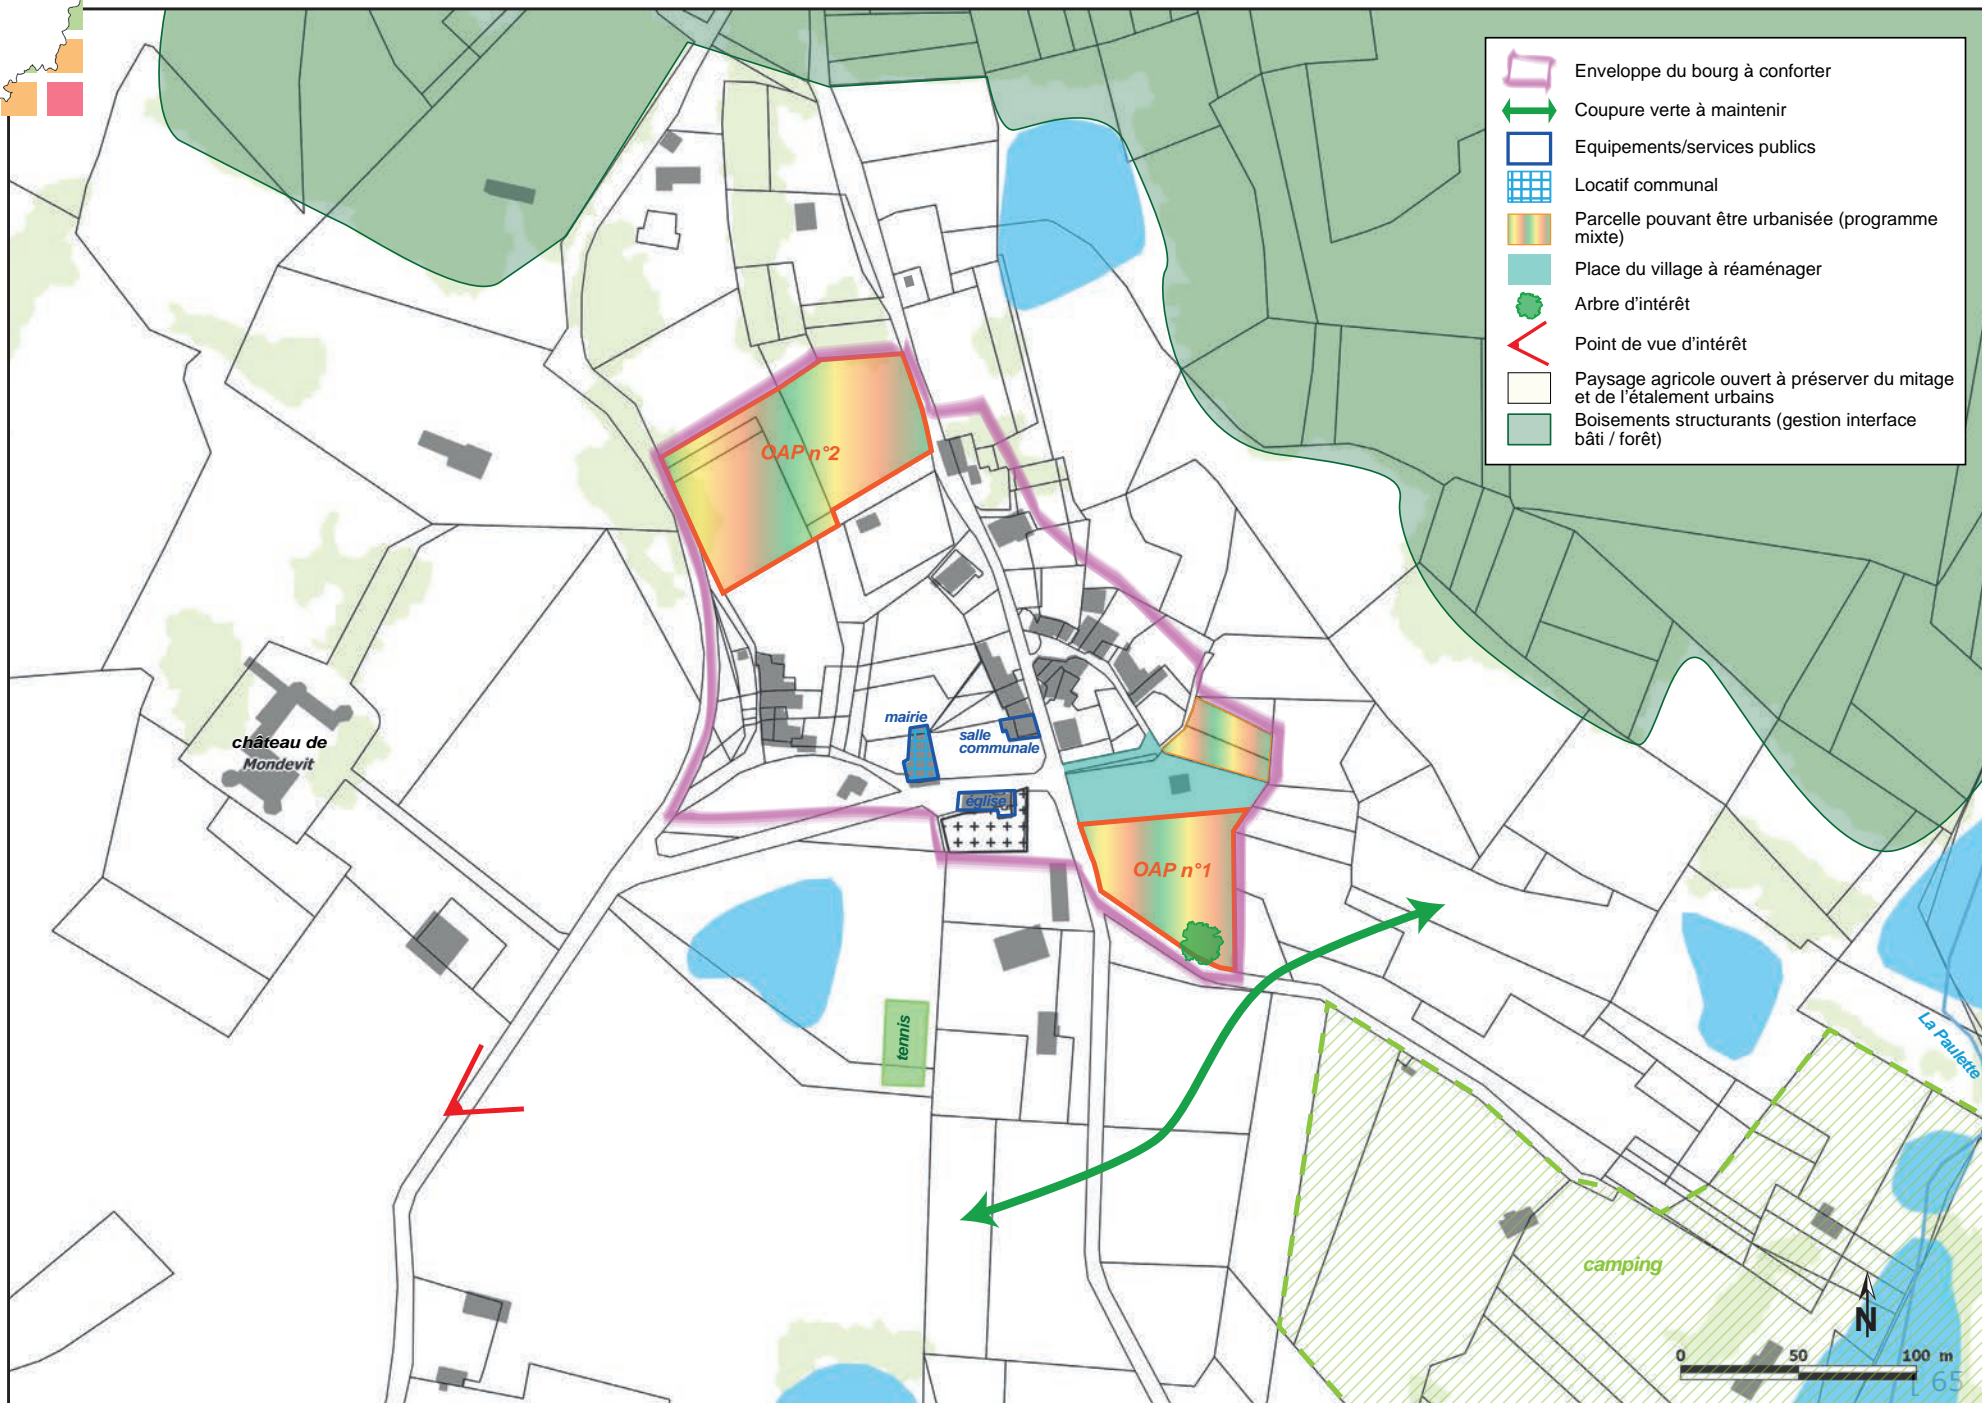 Enveloppe du bourg à conforter
Coupure verte à maintenir
Equipements/services publics
Locatif communal
Parcelle pouvant être urbanisée (programme
mixte)
Place du village à réaménager
Arbre d'intérêt
Point de vue d'intérêt
Paysage agricole ouvert à préserver du mitage
et de l'étalement urbains
Boisements structurants (gestion interface
bâti / forêt)
OAP n°2
mairie
salle
communale
château de
Mondevit
église
OAP n°1
tennis
La Paulette
camping
N
0 50 100 m
[ 65